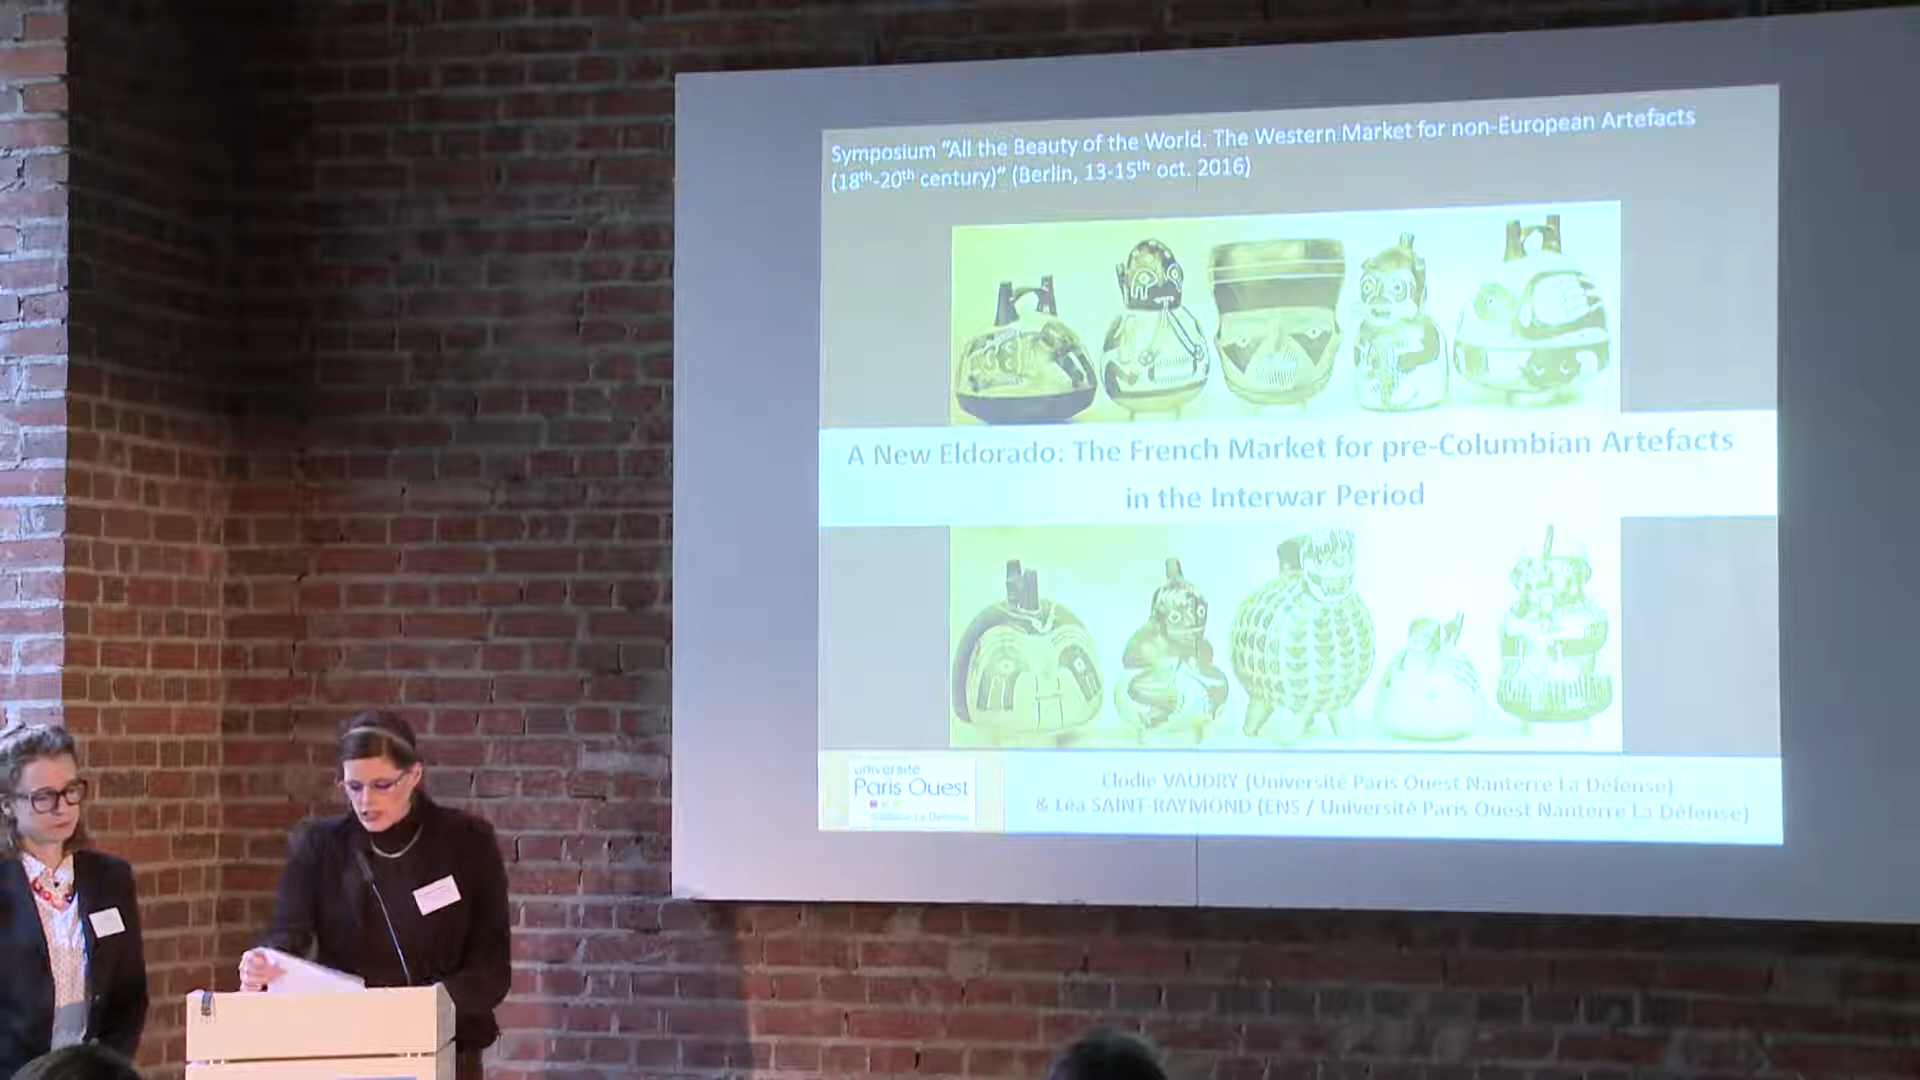 Symposium "All the Beauty of the World. The Western Market for non-European Artefacts
(18th-20th century)" (Berlin, 13-15th oct. 2016)
A New Eldorado: The French Market for pre-Columbian Artefacts
in the Interwar Period
université
Paris Ouest
Nanterre La Défense
Elodie VAUDRY (Université Paris Ouest Nanterre La Défense)
& Léa SAINT-RAYMOND (ENS / Université Paris Ouest Nanterre La Défense)